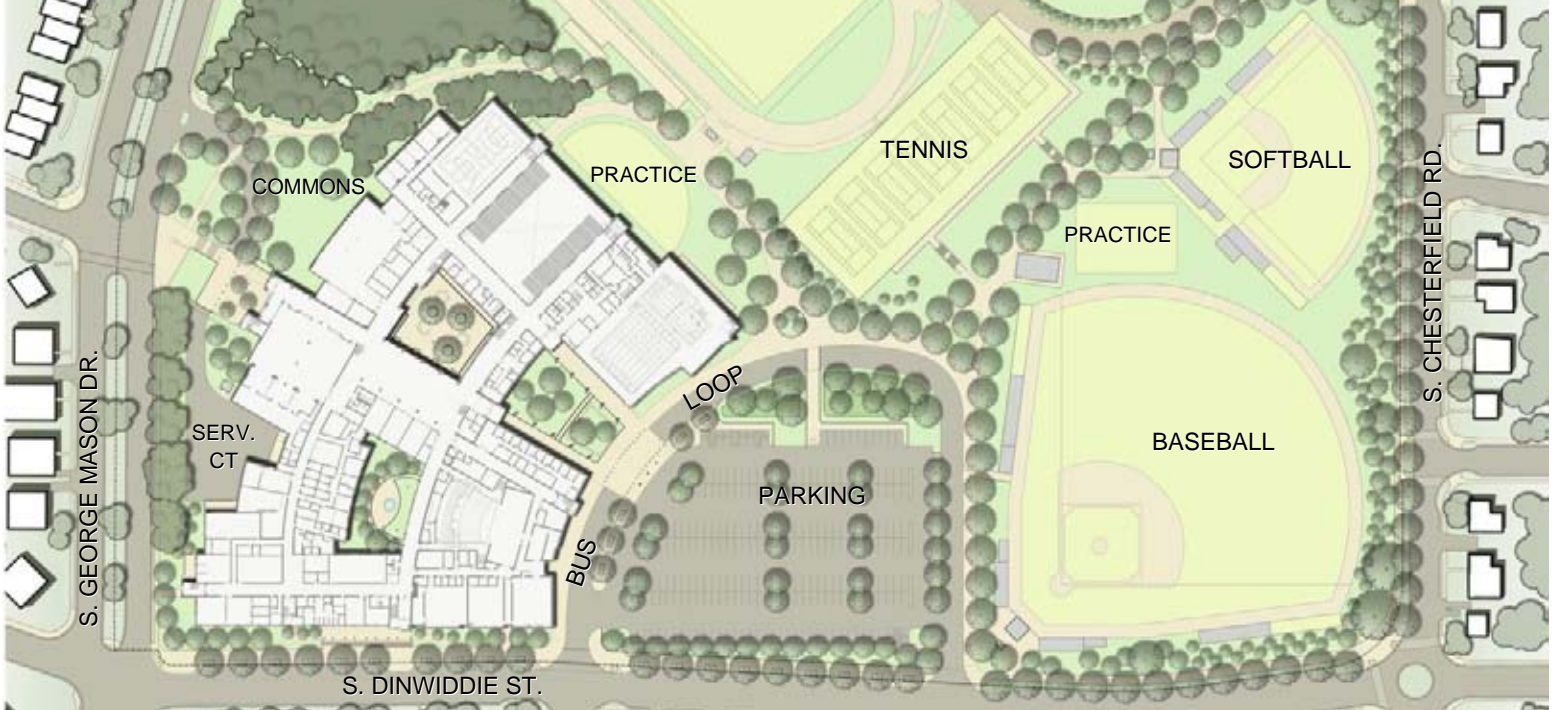 TENNIS
SOFTBALL
PRACTICE
COMMONS
PRACTICE
S. CHESTERFIELD RD.
LOOP
S. GEORGE MASON DR.
SERV.
CT
BASEBALL
PARKING
BUS
S. DINWIDDIE ST.